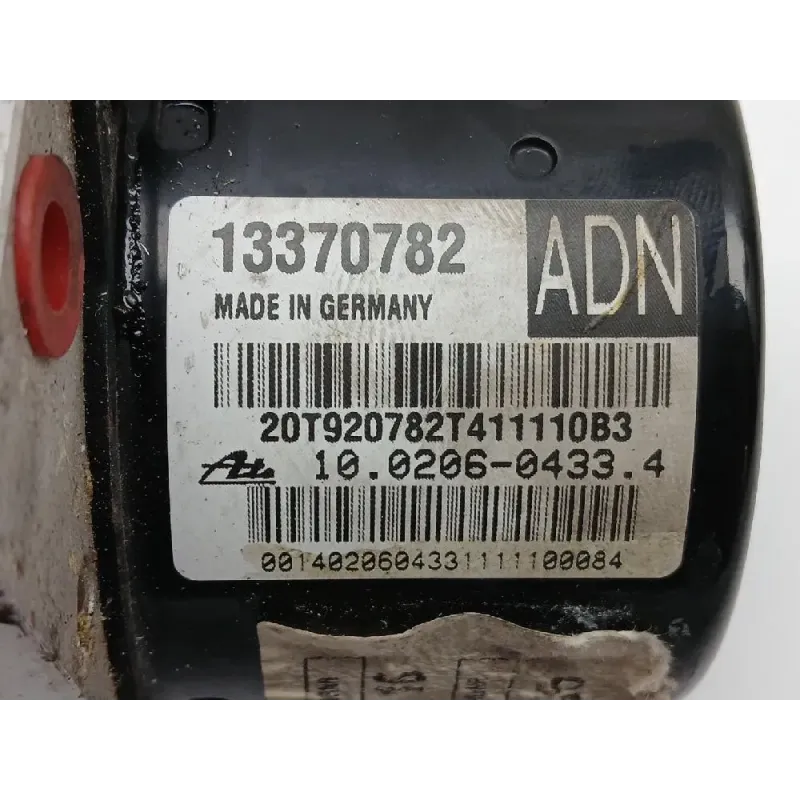 13370782
ADN
MADE IN GERMANY
20T920782T411110B3
Ate 10.0206-0433.4
00140206043311111100084